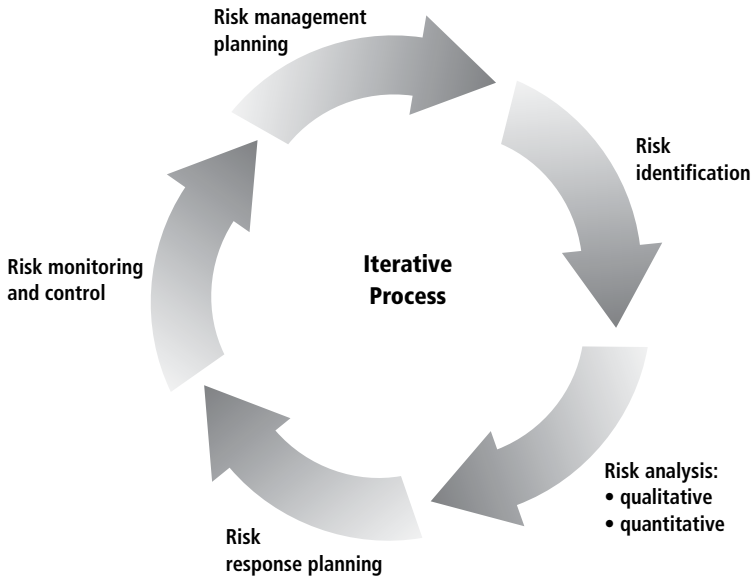 Risk management
planning
Risk
identification
Iterative
Process
Risk monitoring
and control
Risk analysis:
• qualitative
• quantitative
Risk
response planning